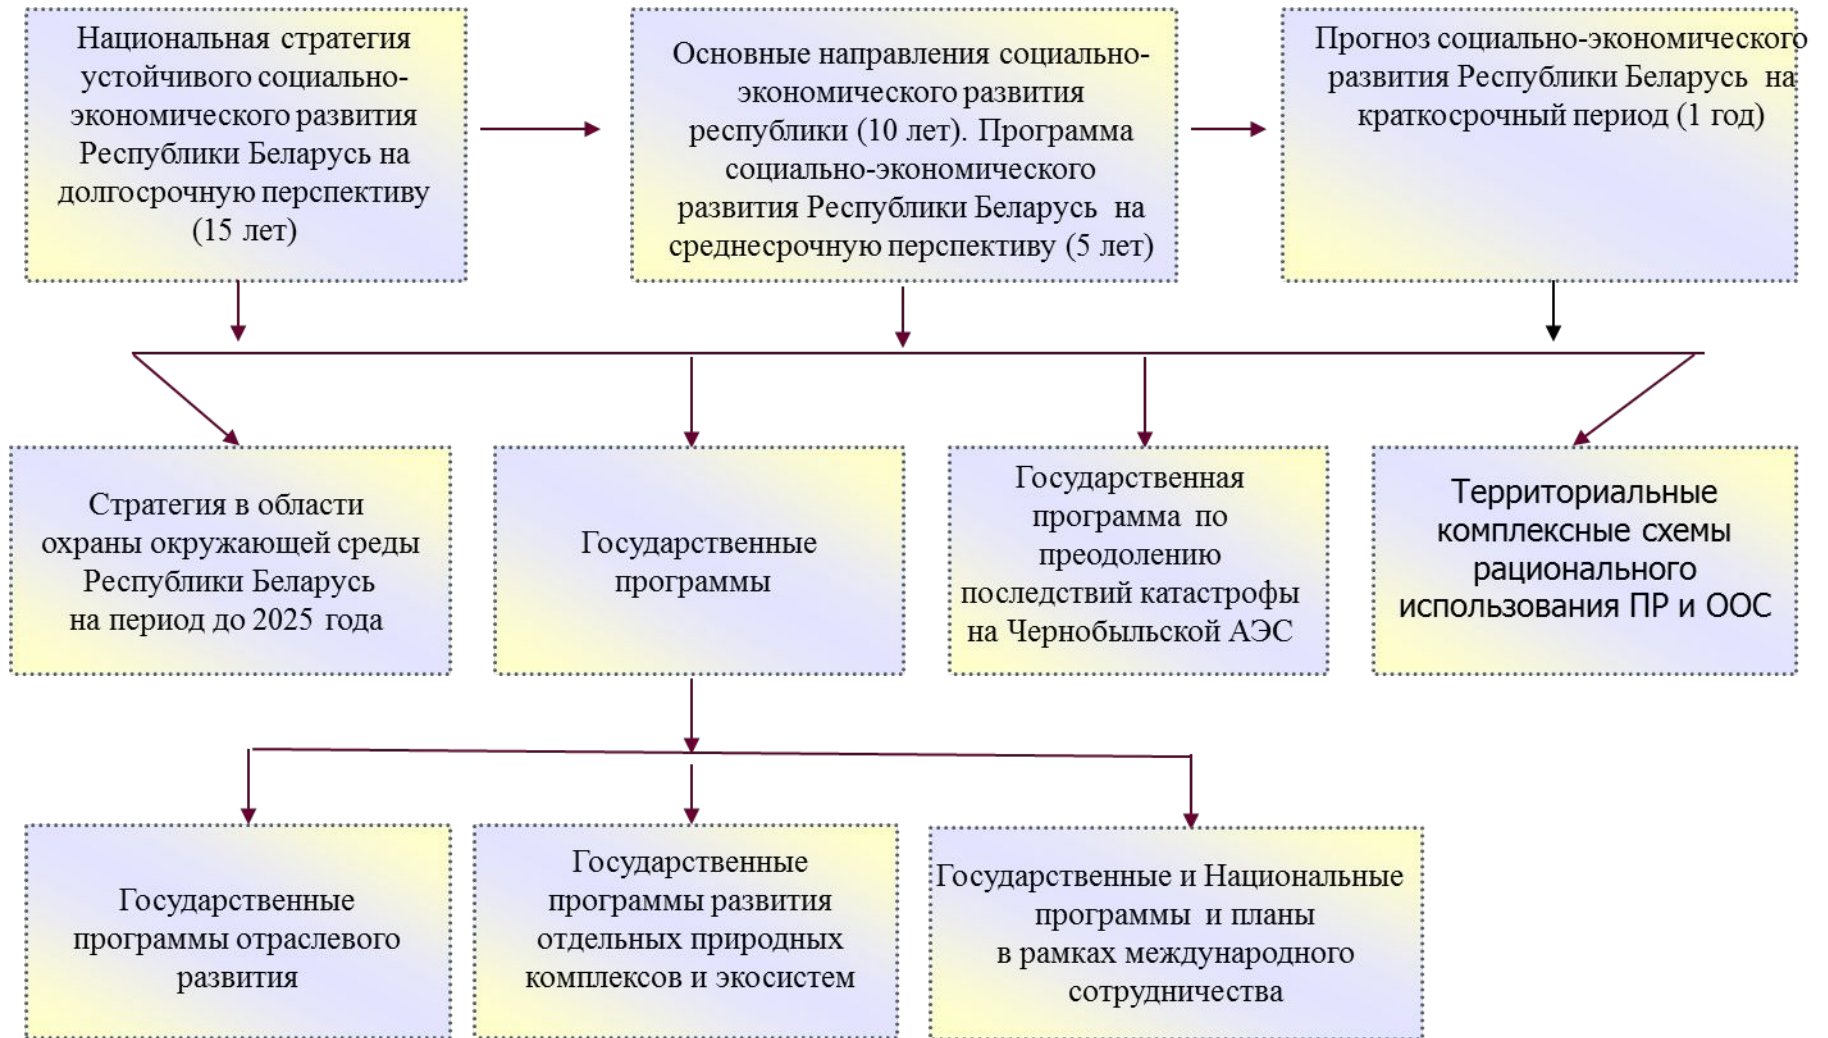 Национальная стратегия
устойчивого социально-
экономического развития
Республики Беларусь на
долгосрочную перспективу
(15 лет)
Основные направления социально-
экономического развития
республики (10 лет). Программа
социально-экономического
развития Республики Беларусь на
среднесрочную перспективу (5 лет)
Прогноз социально-экономического
развития Республики Беларусь на
краткосрочный период (1 год)
Стратегия в области
охраны окружающей среды
Республики Беларусь
на период до 2025 года
Государственные
программы
Государственная
программа по
преодолению
последствий катастрофы
на Чернобыльской АЭС
Территориальные
комплексные схемы
рационального
использования ПР и ООС
Государственные
программы отраслевого
развития
Государственные
программы развития
отдельных природных
комплексов и экосистем
Государственные и Национальные
программы и планы
в рамках международного
сотрудничества